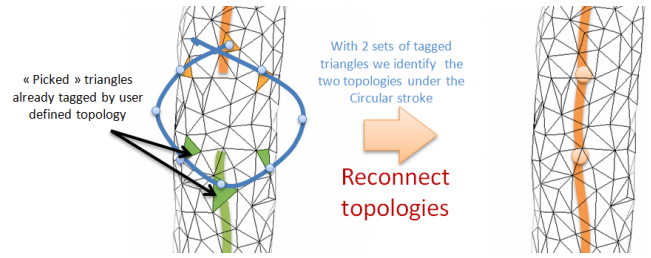 « Picked » triangles
already tagged by user
defined topology
With 2 sets of tagged
triangles we identify the
two topologies under the
Circular stroke
Reconnect
topologies